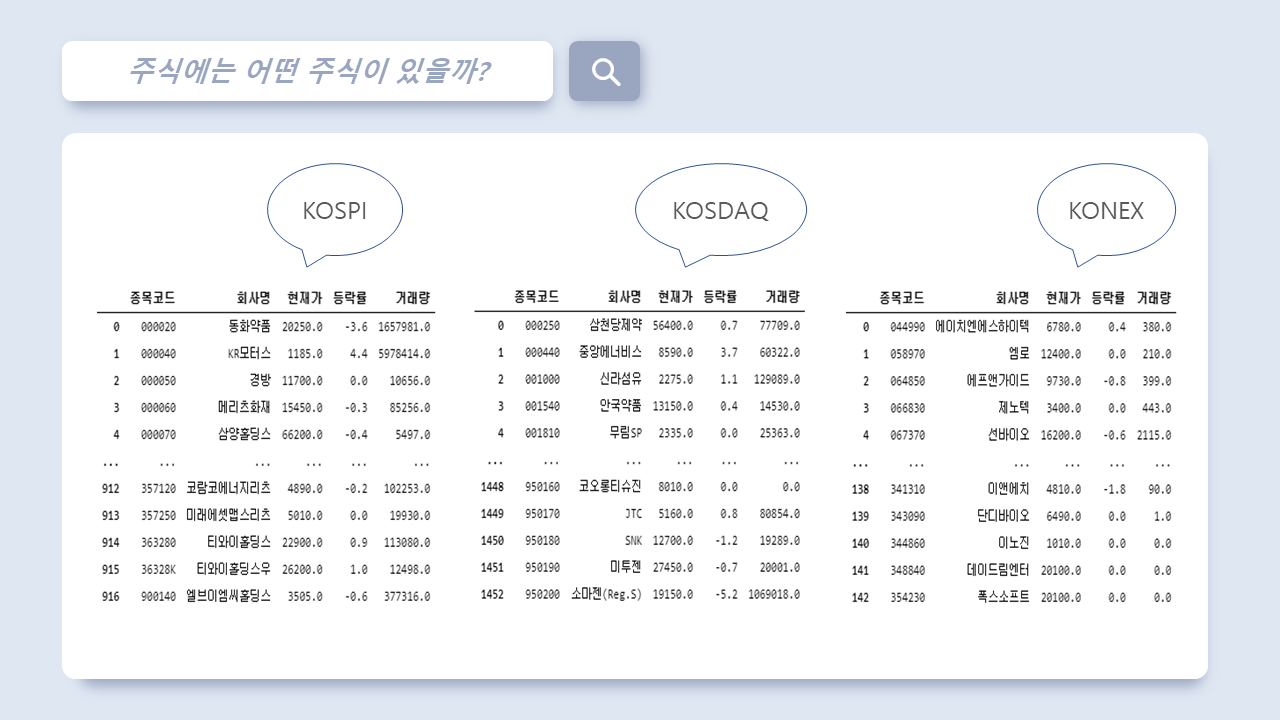 주식에는 어떤 주식이 있을까?
KOSPI
종목코드 회사명 현재가 등락률 거래량
0 000020 동화약품 20250.0 -3.6 1657981.0
1 000040 KR모터스 1185.0 4.4 5978414.0
2 000050 경방 11700.0 0.0 10656.0
3 000060 메리츠화재 15450.0 -0.3 85256.0
4 000070 삼양홀딩스 66200.0 -0.4 5497.0
... ... ... ... ... ...
912 357120 코람코에너지리츠 4890.0 -0.2 102253.0
913 357250 미래에셋맵스리츠 5010.0 0.0 19930.0
914 363280 티와이홀딩스 22900.0 0.9 113080.0
915 36328K 티와이홀딩스우 26200.0 1.0 12498.0
916 900140 엘브이엠씨홀딩스 3505.0 -0.6 377316.0
KOSDAQ
종목코드 회사명 현재가 등락률 거래량
0 000250 삼천당제약 56400.0 0.7 77709.0
1 000440 중앙에너비스 8590.0 3.7 60322.0
2 001000 신라섬유 2275.0 1.1 129089.0
3 001540 안국약품 13150.0 0.4 14530.0
4 001810 무림SP 2335.0 0.0 25363.0
... ... ... ... ... ...
1448 950160 코오롱티슈진 8010.0 0.0 0.0
1449 950170 JTC 5160.0 0.8 80854.0
1450 950180 SNK 12700.0 -1.2 19289.0
1451 950190 미투젠 27450.0 -0.7 20001.0
1452 950200 소마젠(Reg.S) 19150.0 -5.2 1069018.0
KONEX
종목코드 회사명 현재가 등락률 거래량
0 044990 에이치엔에스하이텍 6780.0 0.4 380.0
1 058970 엠로 12400.0 0.0 210.0
2 064850 에프앤가이드 9730.0 -0.8 399.0
3 066830 제노텍 3400.0 0.0 443.0
4 067370 선바이오 16200.0 -0.6 2115.0
... ... ... ... ... ...
138 341310 이앤에치 4810.0 -1.8 90.0
139 343090 단디바이오 6490.0 0.0 1.0
140 344860 이노진 1010.0 0.0 0.0
141 348840 데이드림엔터 20100.0 0.0 0.0
142 354230 폭스소프트 20100.0 0.0 0.0